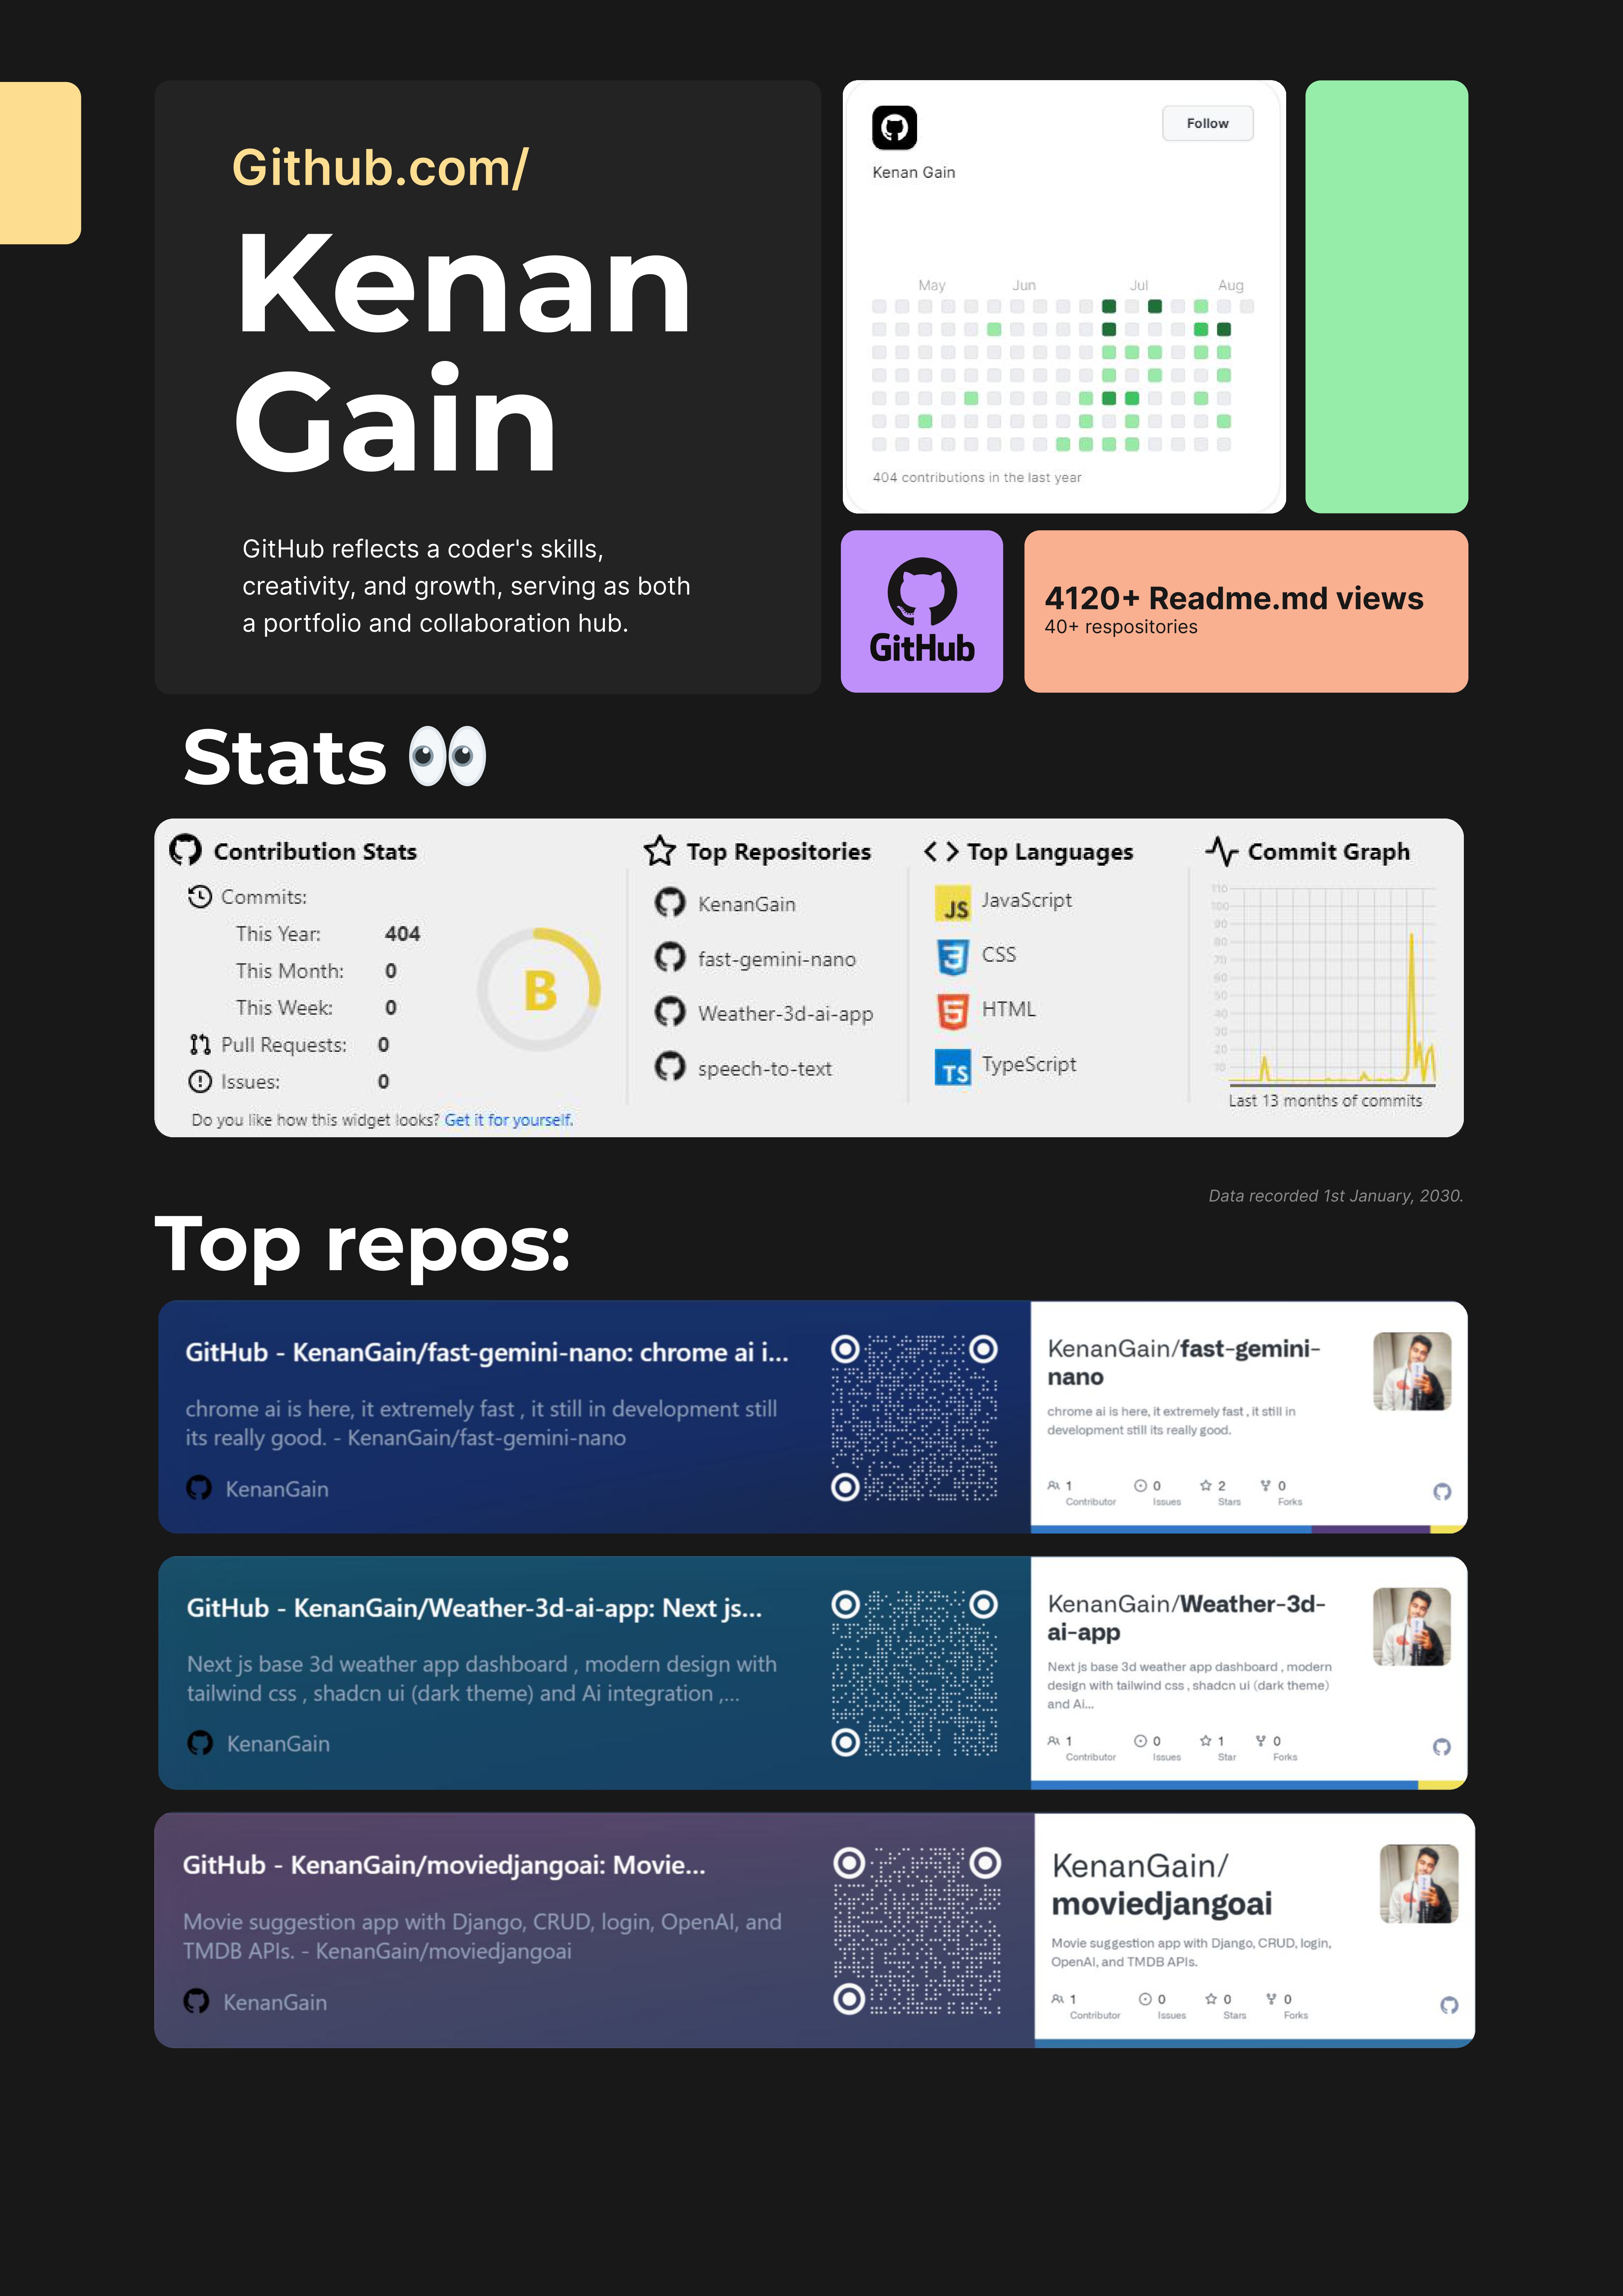 Github.com/
Kenan
Gain
GitHub reflects a coder's skills,
creativity, and growth, serving as both
a portfolio and collaboration hub.
Follow
Kenan Gain
May Jun Jul Aug
404 contributions in the last year
GitHub
4120+ Readme.md views
40+ respositories
Stats 👀
Contribution Stats
Commits:
This Year: 404
This Month: 0
This Week: 0
Pull Requests: 0
Issues: 0
B
Do you like how this widget looks? Get it for yourself.
Top Repositories
KenanGain
fast-gemini-nano
Weather-3d-ai-app
speech-to-text
Top Languages
JS JavaScript
3 CSS
5 HTML
TS TypeScript
Commit Graph
110
100
90
80
70
60
50
40
30
20
10
Last 13 months of commits
Data recorded 1st January, 2030.
Top repos:
GitHub - KenanGain/fast-gemini-nano: chrome ai i...
chrome ai is here, it extremely fast , it still in development still
its really good. - KenanGain/fast-gemini-nano
KenanGain
KenanGain/fast-gemini-
nano
chrome ai is here, it extremely fast , it still in
development still its really good.
1 0 2 0
Contributor Issues Stars Forks
GitHub - KenanGain/Weather-3d-ai-app: Next js...
Next js base 3d weather app dashboard , modern design with
tailwind css , shadcn ui (dark theme) and Ai integration ,...
KenanGain
KenanGain/Weather-3d-
ai-app
Next js base 3d weather app dashboard , modern
design with tailwind css , shadcn ui (dark theme)
and Ai...
1 0 1 0
Contributor Issues Star Forks
GitHub - KenanGain/moviedjangoai: Movie...
Movie suggestion app with Django, CRUD, login, OpenAI, and
TMDB APIs. - KenanGain/moviedjangoai
KenanGain
KenanGain/
moviedjangoai
Movie suggestion app with Django, CRUD, login,
OpenAI, and TMDB APIs.
1 0 0 0
Contributor Issues Stars Forks